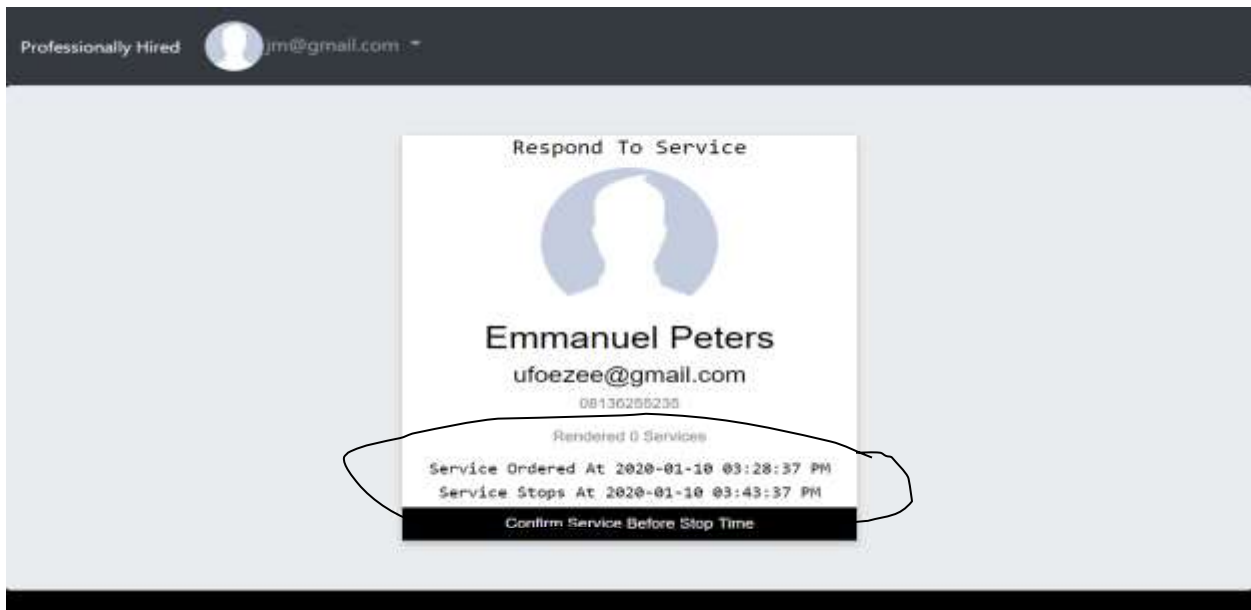 Professionally Hired jm@gmail.com
Respond To Service
Emmanuel Peters
ufoezee@gmail.com
08136255235
Rendered 0 Services
Service Ordered At 2020-01-10 03:28:37 PM
Service Stops At 2020-01-10 03:43:37 PM
Confirm Service Before Stop Time